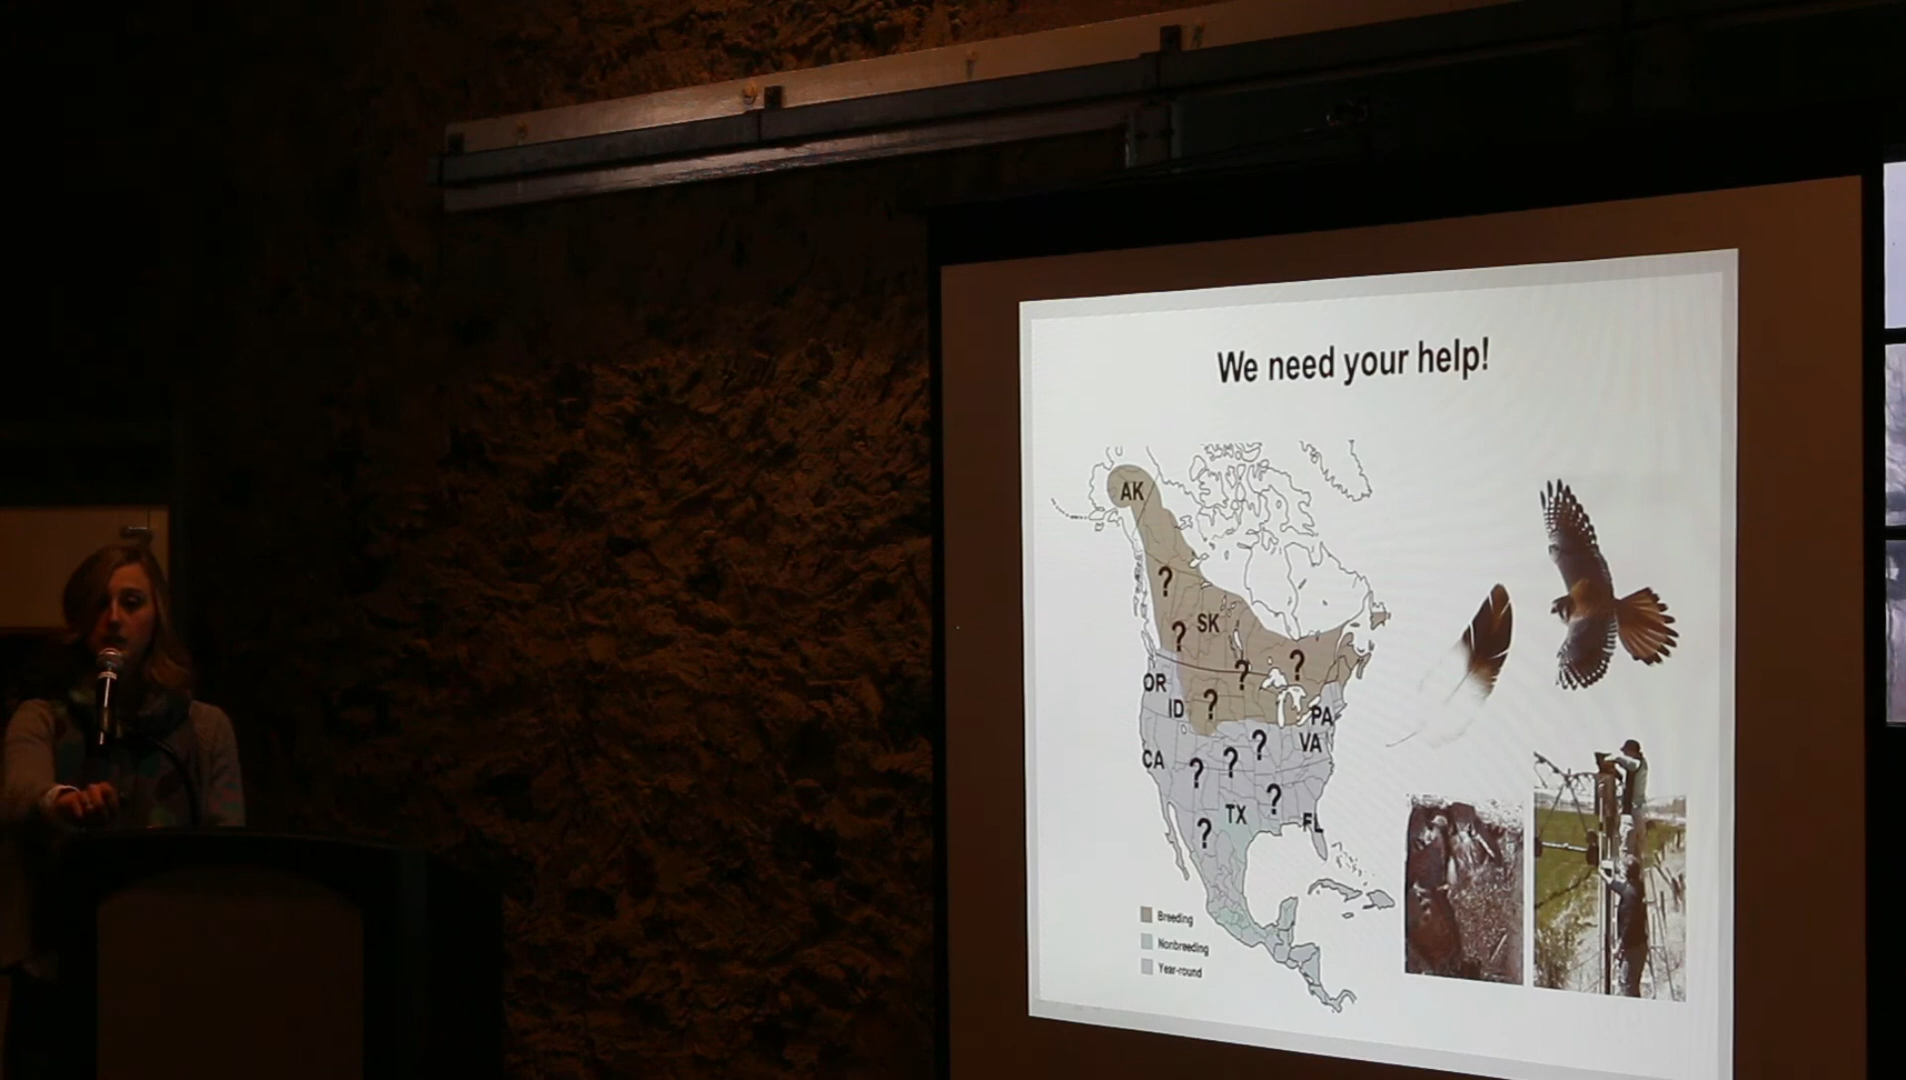 We need your help!
AK
?
SK
?
?
?
OR
ID
?
PA
VA
?
CA
?
?
?
TX
FL
?
Breeding
Nonbreeding
Year-round